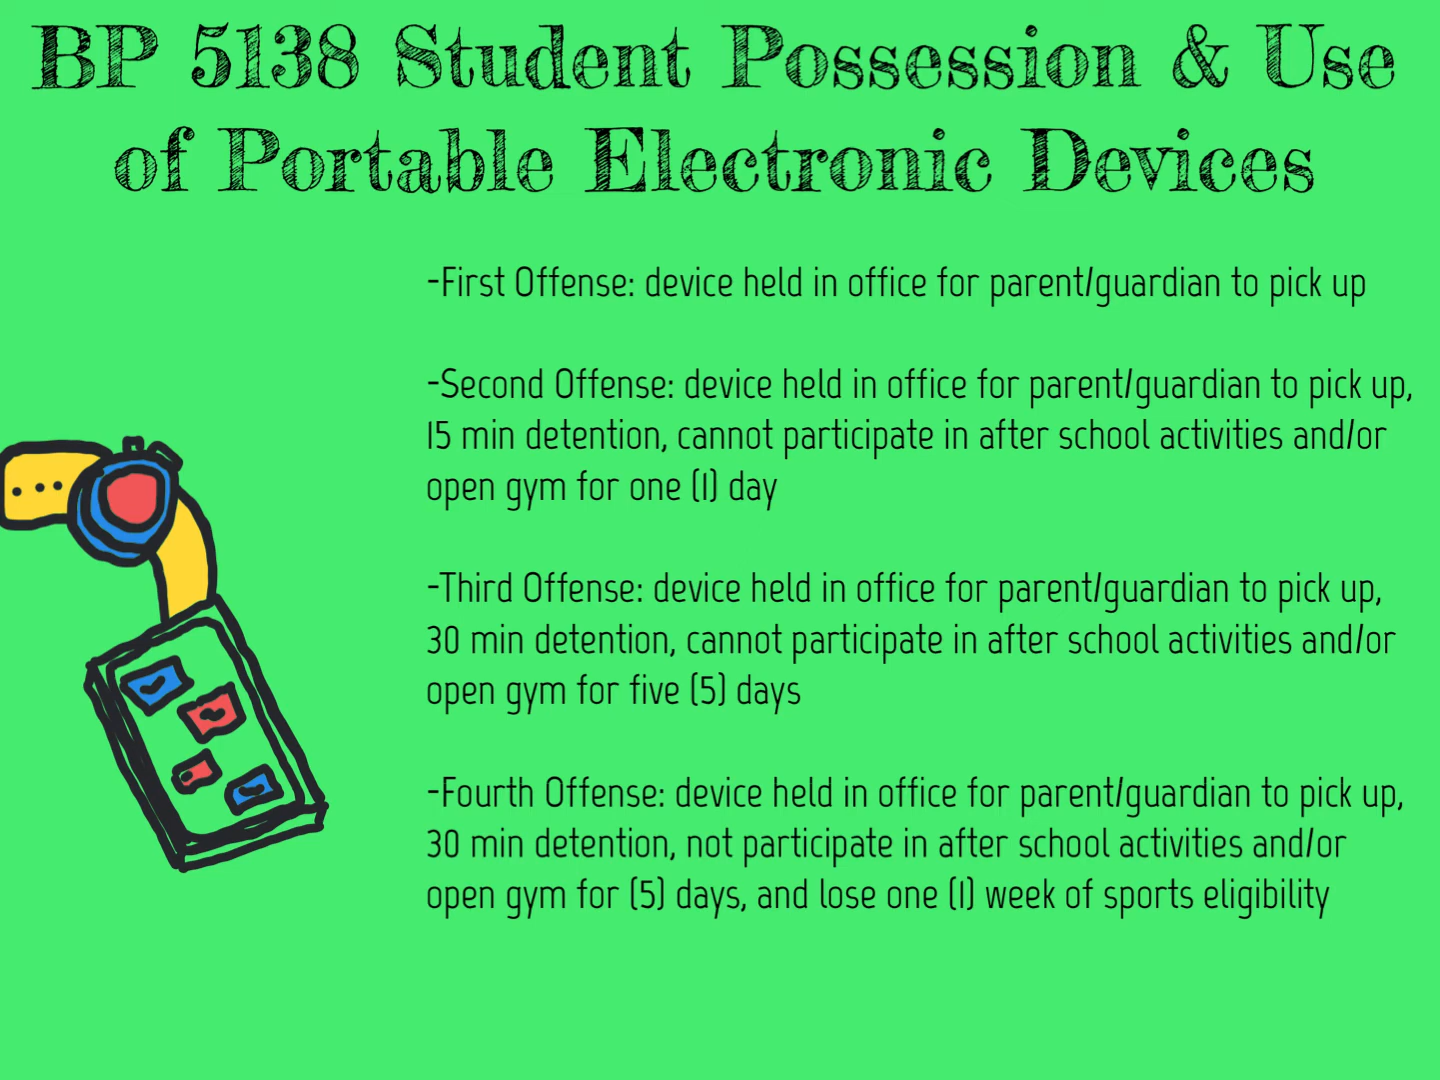 BP 5138 Student Possession & Use
of Portable Electronic Devices
-First Offense: device held in office for parent/guardian to pick up
-Second Offense: device held in office for parent/guardian to pick up,
15 min detention, cannot participate in after school activities and/or
open gym for one (1) day
-Third Offense: device held in office for parent/guardian to pick up,
30 min detention, cannot participate in after school activities and/or
open gym for five (5) days
-Fourth Offense: device held in office for parent/guardian to pick up,
30 min detention, not participate in after school activities and/or
open gym for (5) days, and lose one (1) week of sports eligibility